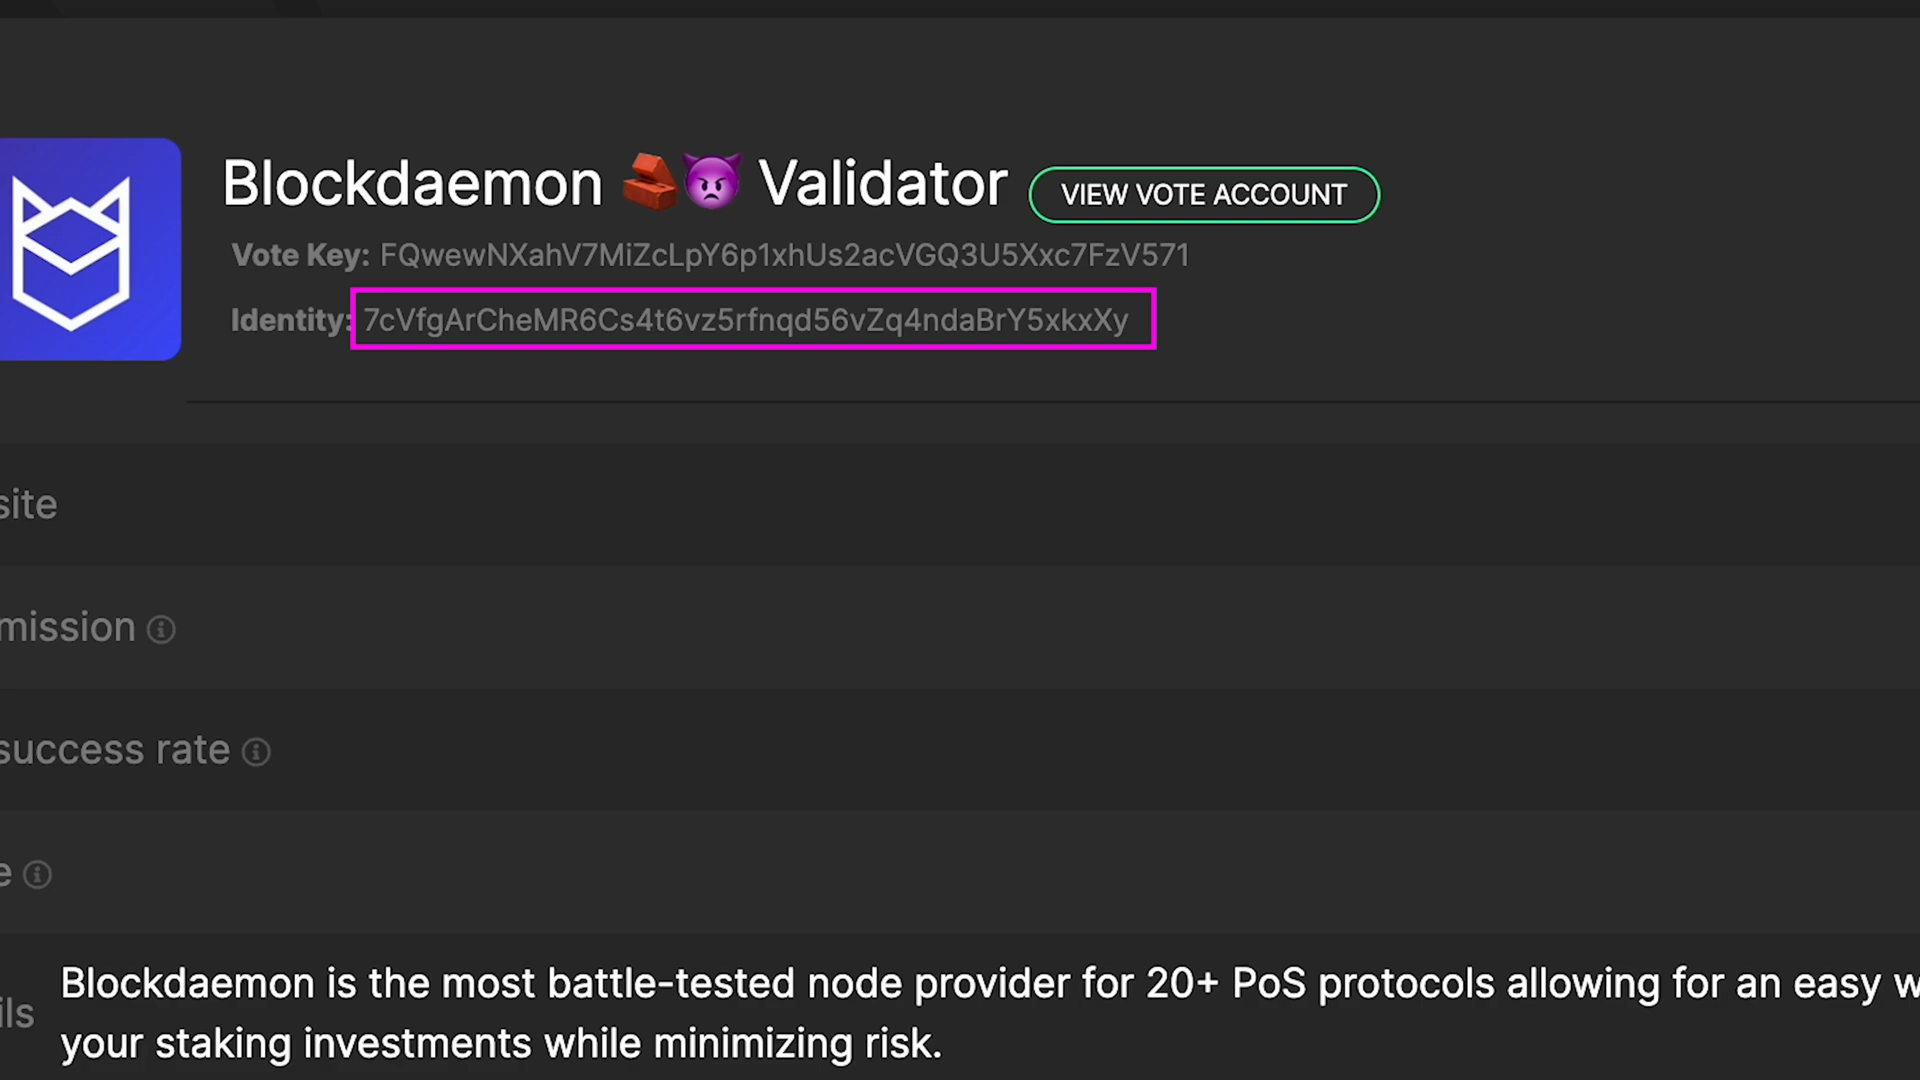 Blockdaemon 🧱👿 Validator
VIEW VOTE ACCOUNT
Vote Key: FQwewNXahV7MiZcLpY6p1xhUs2acVGQ3U5Xxc7FzV571
Identity: 7cVfgArCheMR6Cs4t6vz5rfnqd56vZq4ndaBrY5xkxXy
site
mission
success rate
e
ils
Blockdaemon is the most battle-tested node provider for 20+ PoS protocols allowing for an easy w
your staking investments while minimizing risk.